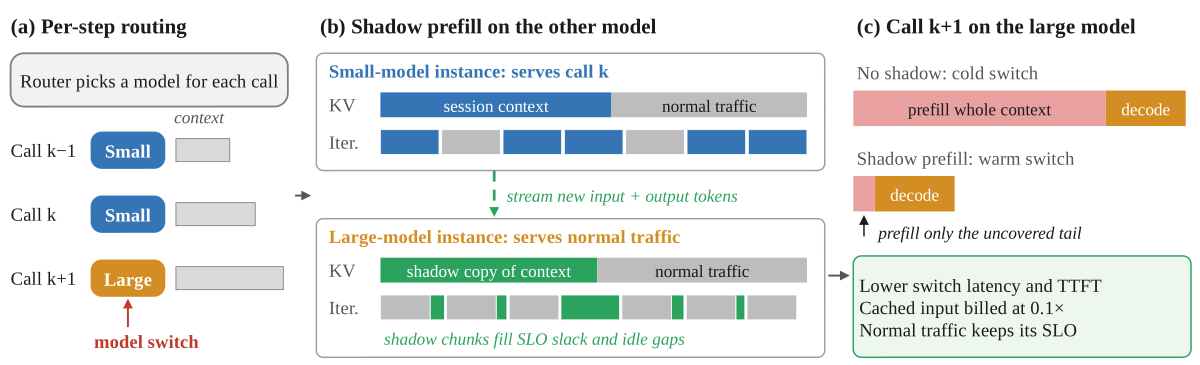 (a) Per-step routing
Router picks a model for each call
context
Call k−1
Small
Call k
Small
Call k+1
Large
model switch
(b) Shadow prefill on the other model
Small-model instance: serves call k
KV
session context
normal traffic
Iter.
stream new input + output tokens
Large-model instance: serves normal traffic
KV
shadow copy of context
normal traffic
Iter.
shadow chunks fill SLO slack and idle gaps
(c) Call k+1 on the large model
No shadow: cold switch
prefill whole context
decode
Shadow prefill: warm switch
decode
prefill only the uncovered tail
Lower switch latency and TTFT
Cached input billed at 0.1×
Normal traffic keeps its SLO